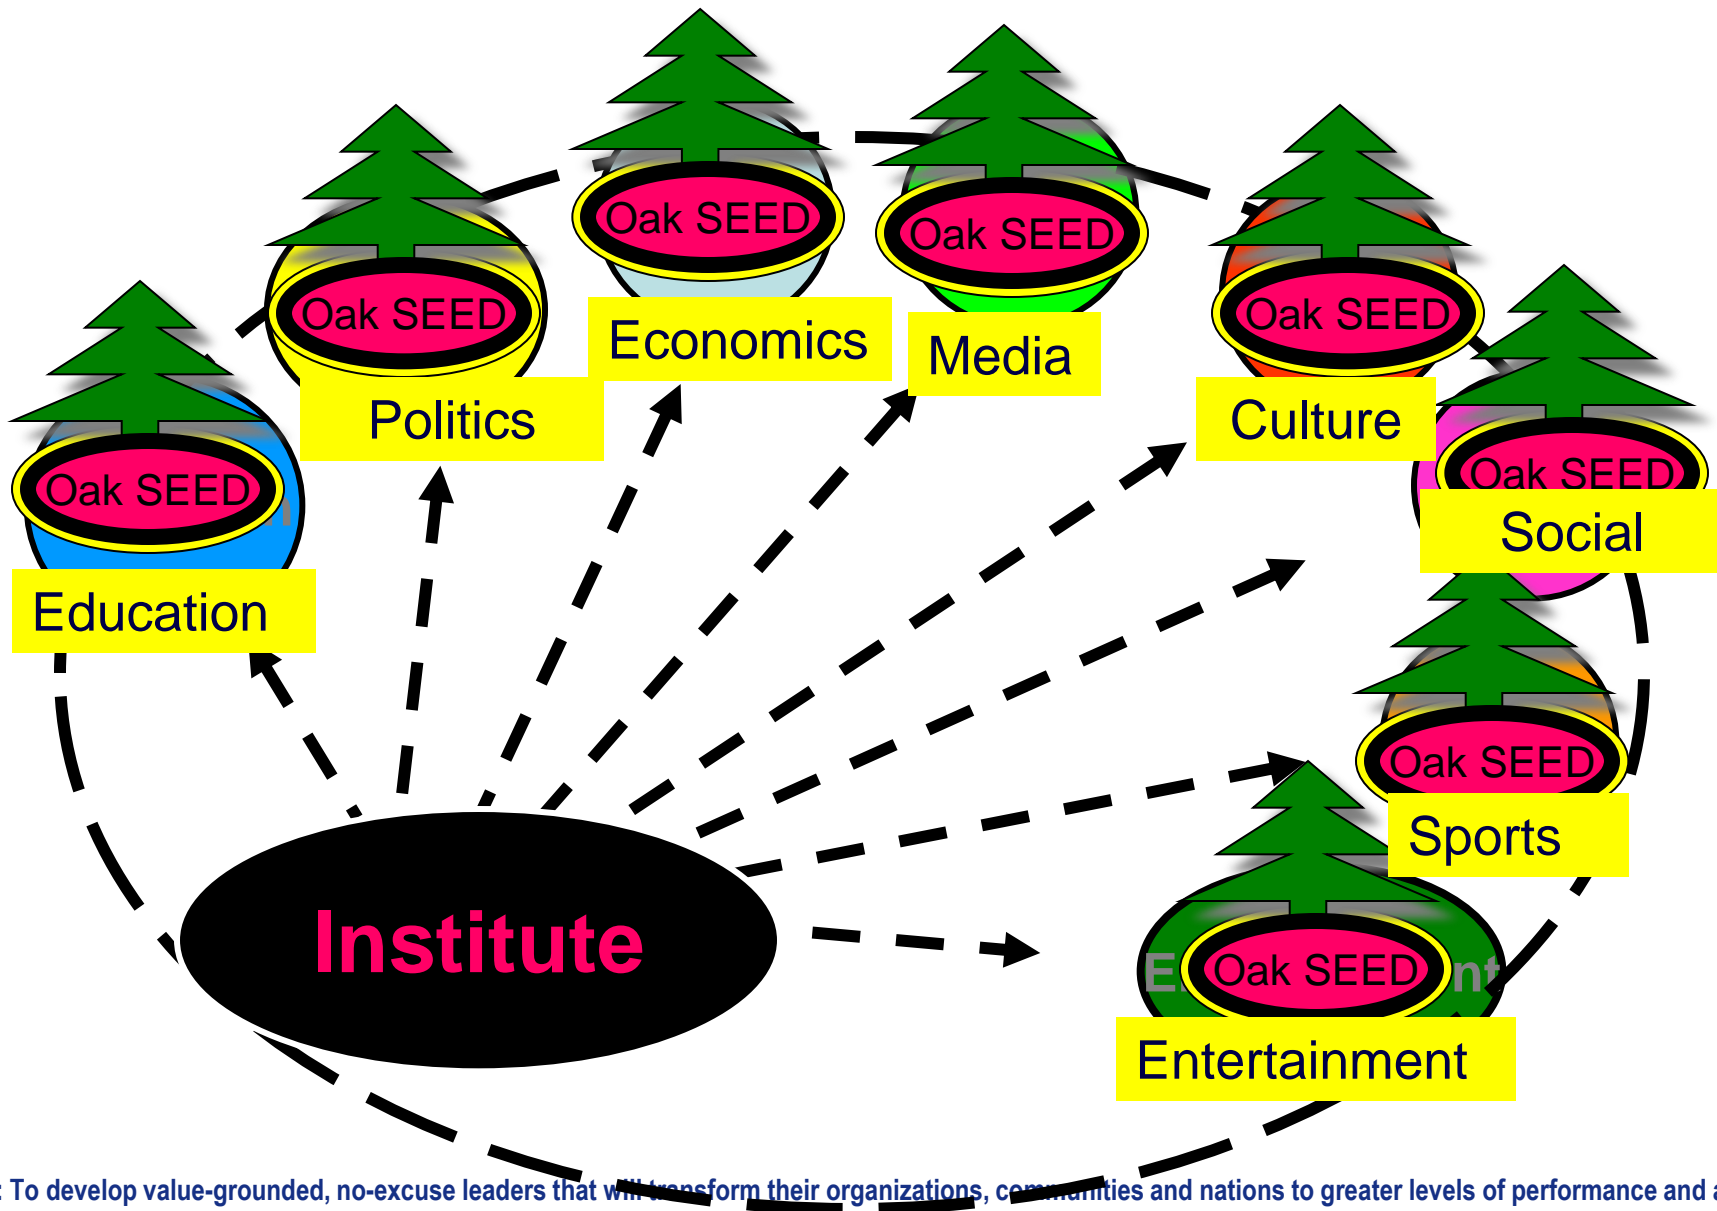 Oak SEED
Economics
Oak SEED
Media
Oak SEED
Politics
Oak SEED
Culture
Oak SEED
Education
Oak SEED
Social
Oak SEED
Sports
Institute
Oak SEED
Entertainment
: To develop value-grounded, no-excuse leaders that will transform their organizations, communities and nations to greater levels of performance and